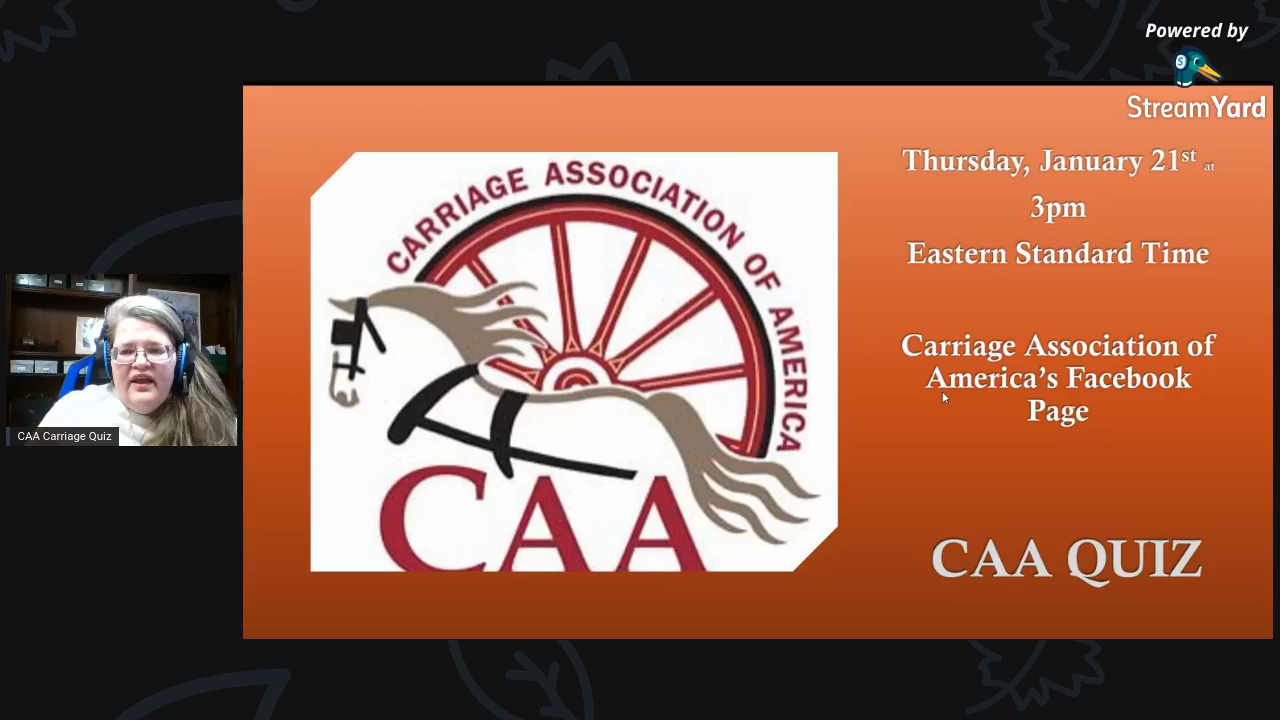 Powered by
StreamYard
CARRIAGE ASSOCIATION OF AMERICA
CAA
Thursday, January 21st at
3pm
Eastern Standard Time
Carriage Association of
America’s Facebook
Page
CAA QUIZ
CAA Carriage Quiz